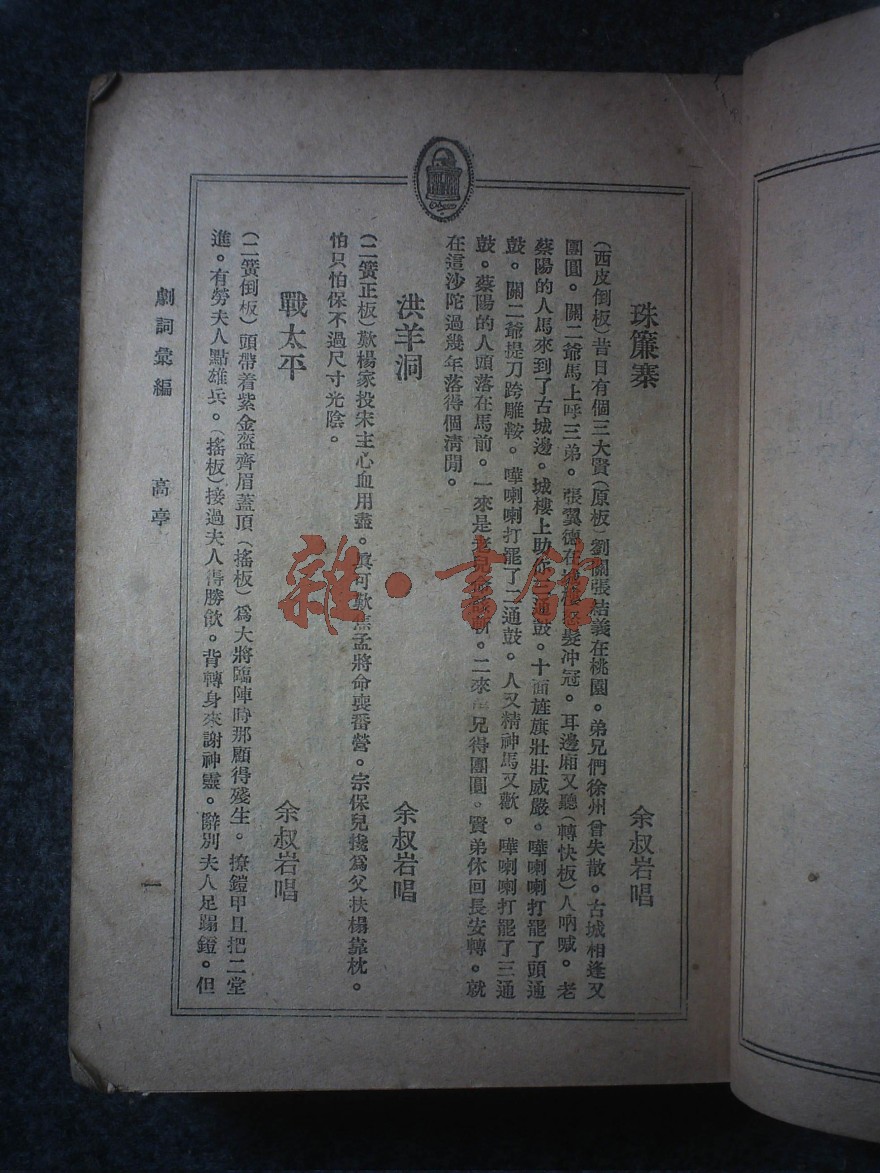 珠簾寨 余叔岩唱
(西皮倒板)昔日有個三大賢(原板)劉關張結義在桃園。弟兄們徐州曾失散。古城相逢又
團圓。關二爺馬上呼三弟。張翼德在城樓怒髮冲冠。耳邊廂又聽(轉快板)人吶喊。老
蔡陽的人馬來到了古城邊。城樓上助你三通鼓。十面旌旗壯壯威嚴。嘩喇喇打罷了頭通
鼓。關二爺提刀跨雕鞍。嘩喇喇打罷了二通鼓。人又精神馬又歡。嘩喇喇打罷了三通
鼓。蔡陽的人頭落在馬前。一來是老兒 二來 兄得團圓。賢弟休回長安轉。就
在這沙陀過幾年落得個淸閒。
洪羊洞 余叔岩唱
(二簧正板)歎楊家投宋主心血用盡。眞可歎焦孟將命喪番營。宗保兒攙爲父扶榻靠枕。
怕只怕保不過尺寸光陰。
戰太平 余叔岩唱
(二簧倒板)頭帶着紫金盔齊眉蓋頂(搖板)爲大將臨陣時那顧得殘生。撩鎧甲且把二堂
進。有勞夫人點雄兵。(搖板)接過夫人得勝飮。背轉身來謝神靈。辭別夫人足蹋鐙。但
劇詞彙編 高亭 一
雜·書館